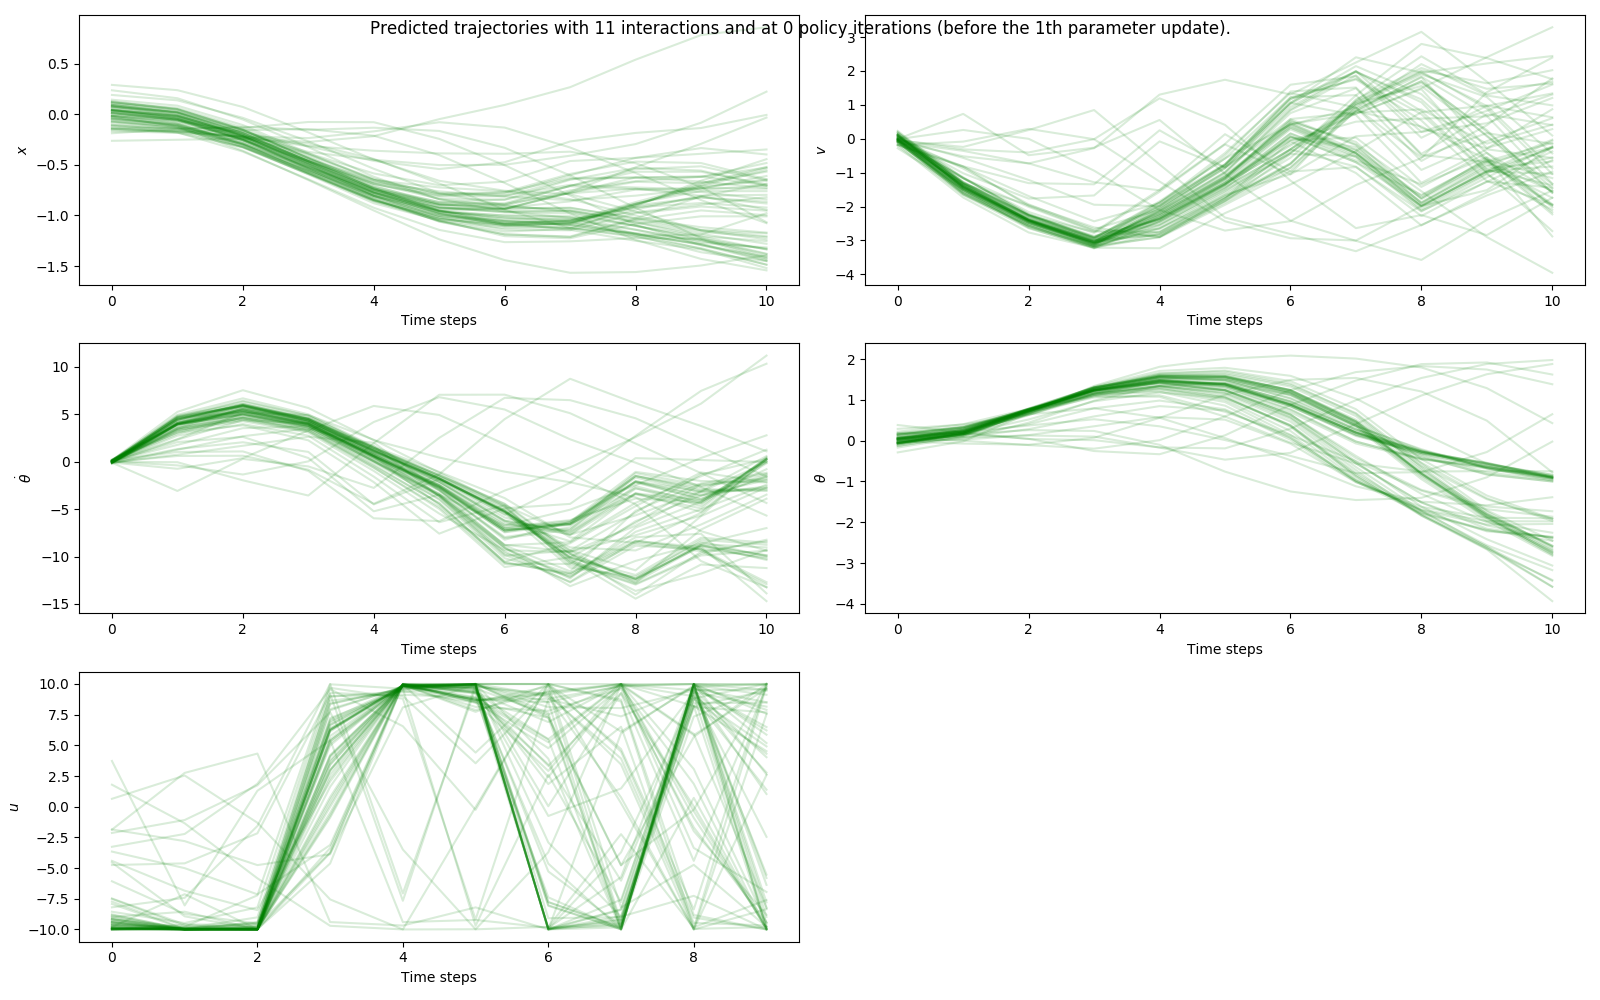 Predicted trajectories with 11 interactions and at 0 policy iterations (before the 1th parameter update).
0.5
0.0
−0.5
−1.0
−1.5
x
0 2 4 6 8 10
Time steps
3
2
1
0
−1
−2
−3
−4
v
0 2 4 6 8 10
Time steps
10
5
0
−5
−10
−15
θ̇
0 2 4 6 8 10
Time steps
2
1
0
−1
−2
−3
−4
θ
0 2 4 6 8 10
Time steps
10.0
7.5
5.0
2.5
0.0
−2.5
−5.0
−7.5
−10.0
u
0 2 4 6 8
Time steps